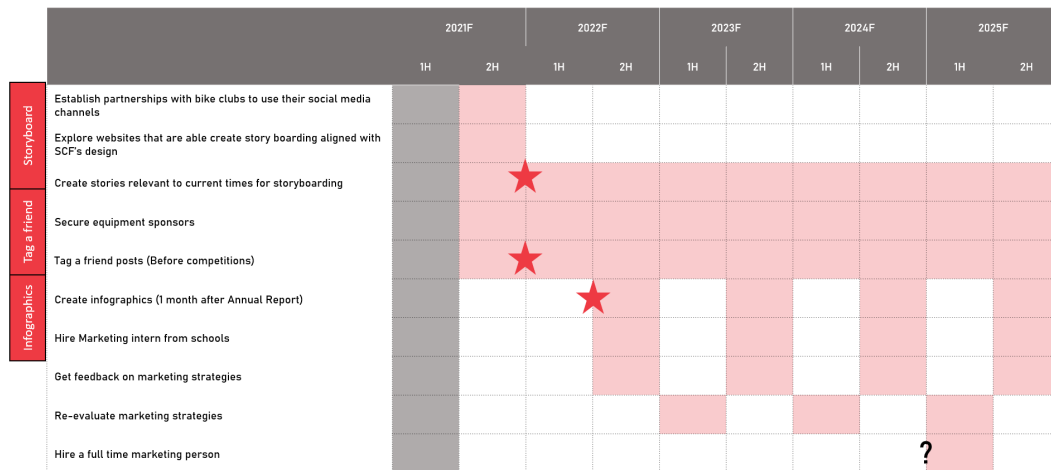 2021F 2022F 2023F 2024F 2025F
1H 2H 1H 2H 1H 2H 1H 2H 1H 2H
Storyboard
Establish partnerships with bike clubs to use their social media
channels
Explore websites that are able create story boarding aligned with
SCF's design
Create stories relevant to current times for storyboarding
Tag a friend
Secure equipment sponsors
Tag a friend posts (Before competitions)
Infographics
Create infographics (1 month after Annual Report)
Hire Marketing intern from schools
Get feedback on marketing strategies
Re-evaluate marketing strategies
Hire a full time marketing person
?